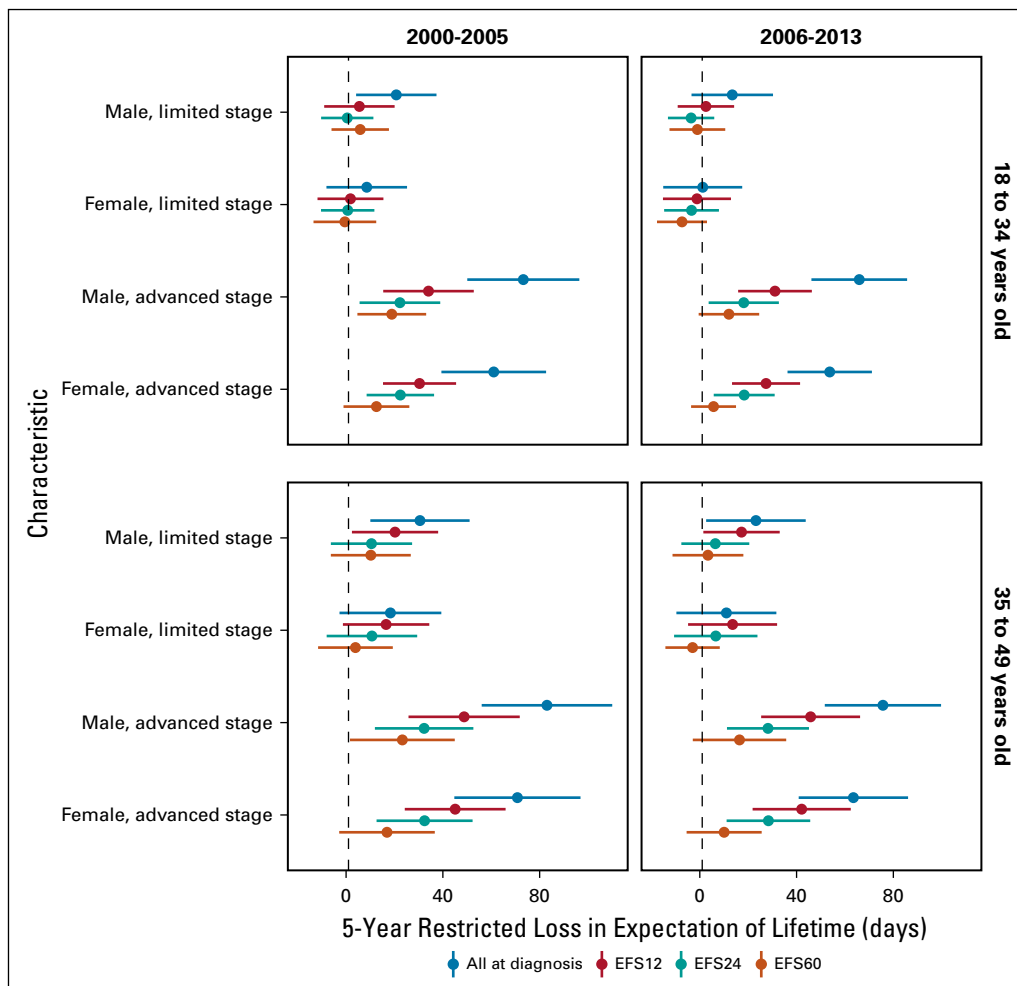 2000-2005
2006-2013
Characteristic
Male, limited stage
Female, limited stage
Male, advanced stage
Female, advanced stage
18 to 34 years old
Male, limited stage
Female, limited stage
Male, advanced stage
Female, advanced stage
35 to 49 years old
0 40 80 0 40 80
5-Year Restricted Loss in Expectation of Lifetime (days)
All at diagnosis EFS12 EFS24 EFS60